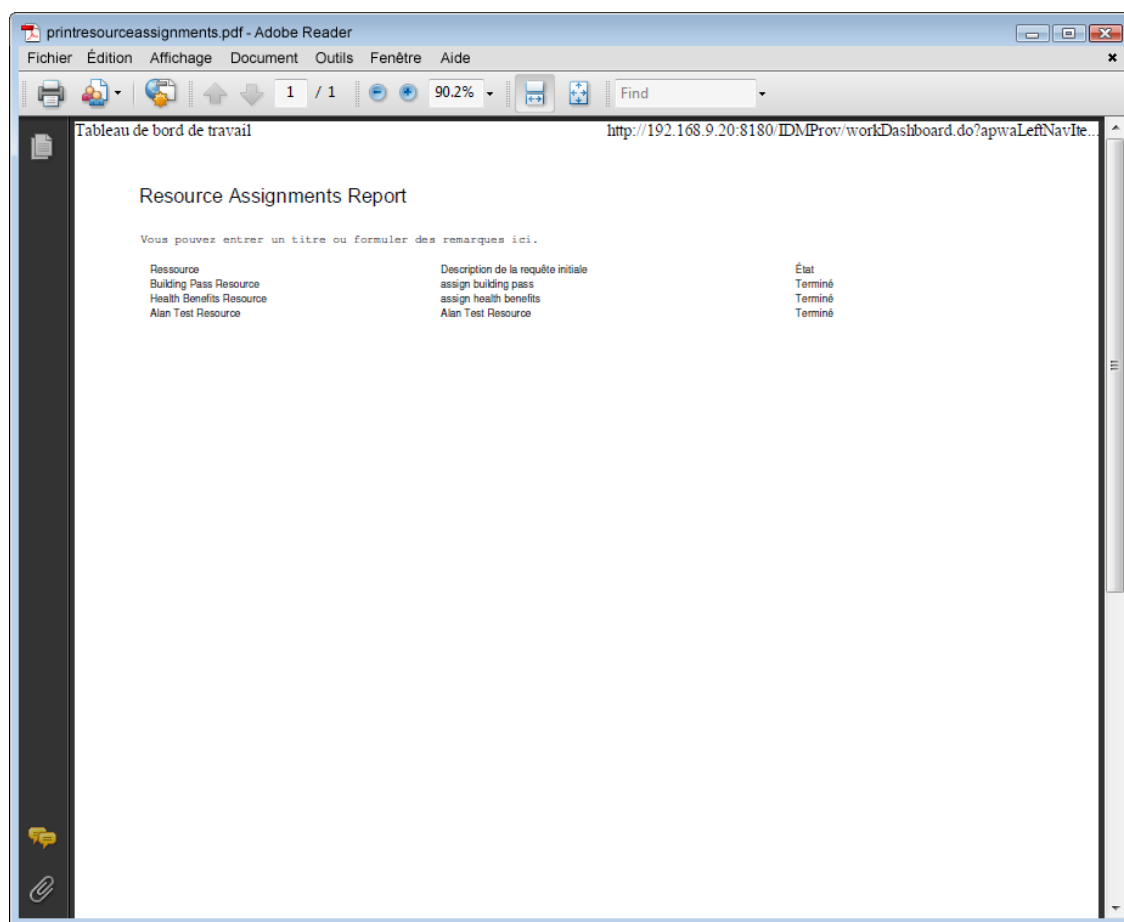 printresourceassignments.pdf - Adobe Reader
Fichier Édition Affichage Document Outils Fenêtre Aide
1 / 1 90.2% Find
Tableau de bord de travail http://192.168.9.20:8180/IDMProv/workDashboard.do?apwaLeftNavIte...
Resource Assignments Report
Vous pouvez entrer un titre ou formuler des remarques ici.
Ressource Description de la requête initiale État
Building Pass Resource assign building pass Terminé
Health Benefits Resource assign health benefits Terminé
Alan Test Resource Alan Test Resource Terminé